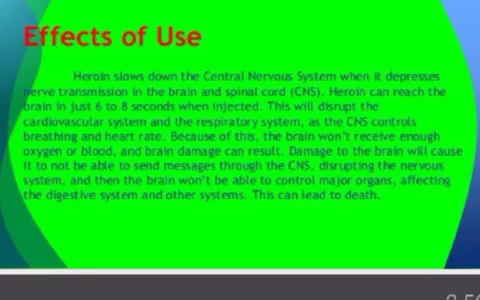 Effects of Use
Heroin slows down the Central Nervous System when it depresses
nerve transmission in the brain and spinal cord (CNS). Heroin can reach the
brain in just 6 to 8 seconds when injected. This will disrupt the
cardiovascular system and the respiratory system, as the CNS controls
breathing and heart rate. Because of this, the brain won't receive enough
oxygen or blood, and brain damage can result. Damage to the brain will cause
it to not be able to send messages through the CNS, disrupting the nervous
system, and then the brain won't be able to control major organs, affecting
the digestive system and other systems. This can lead to death.